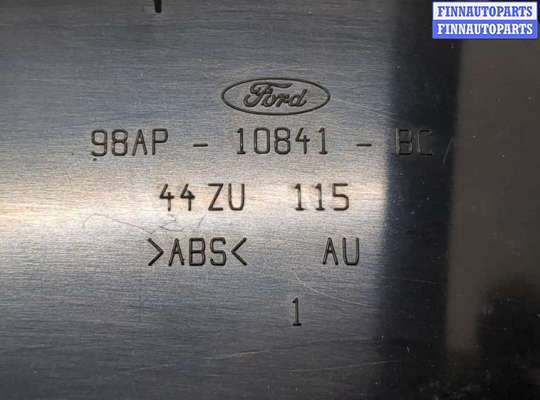 FINNAUTOPARTS
FINNAUTOPARTS
Ford
98AP - 10841 - BC
44 ZU 115
>ABS< AU
1